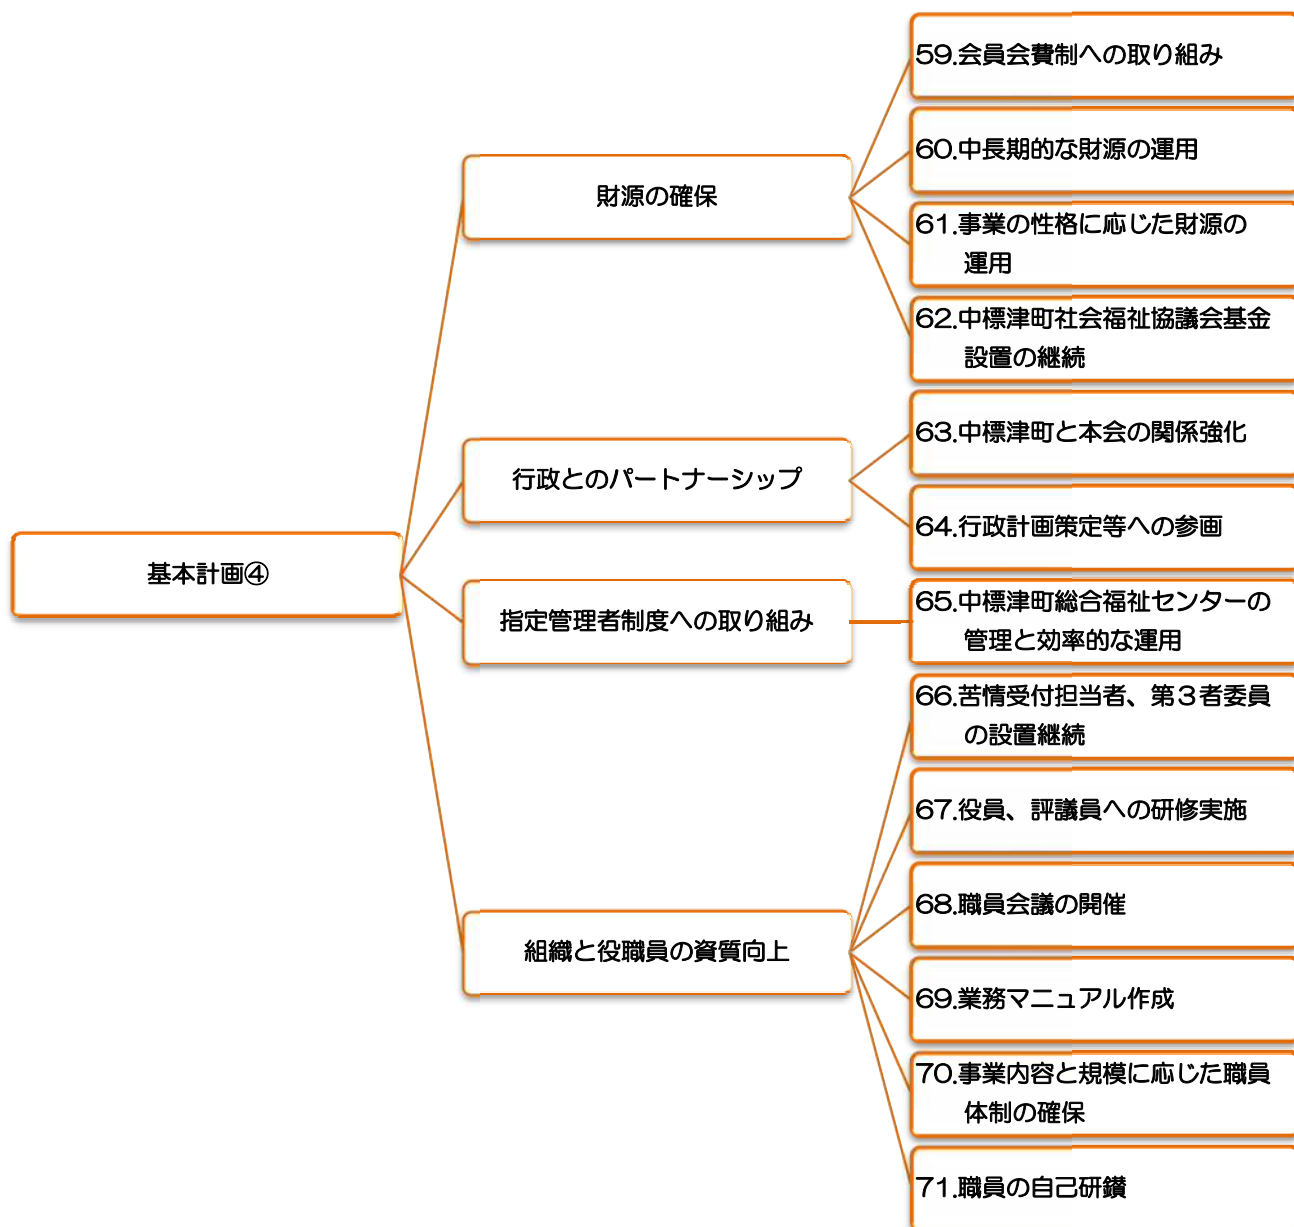 基本計画④
財源の確保
59.会員会費制への取り組み
60.中長期的な財源の運用
61.事業の性格に応じた財源の
運用
62.中標津町社会福祉協議会基金
設置の継続
行政とのパートナーシップ
63.中標津町と本会の関係強化
64.行政計画策定等への参画
指定管理者制度への取り組み
65.中標津町総合福祉センターの
管理と効率的な運用
組織と役職員の資質向上
66.苦情受付担当者、第３者委員
の設置継続
67.役員、評議員への研修実施
68.職員会議の開催
69.業務マニュアル作成
70.事業内容と規模に応じた職員
体制の確保
71.職員の自己研鑽